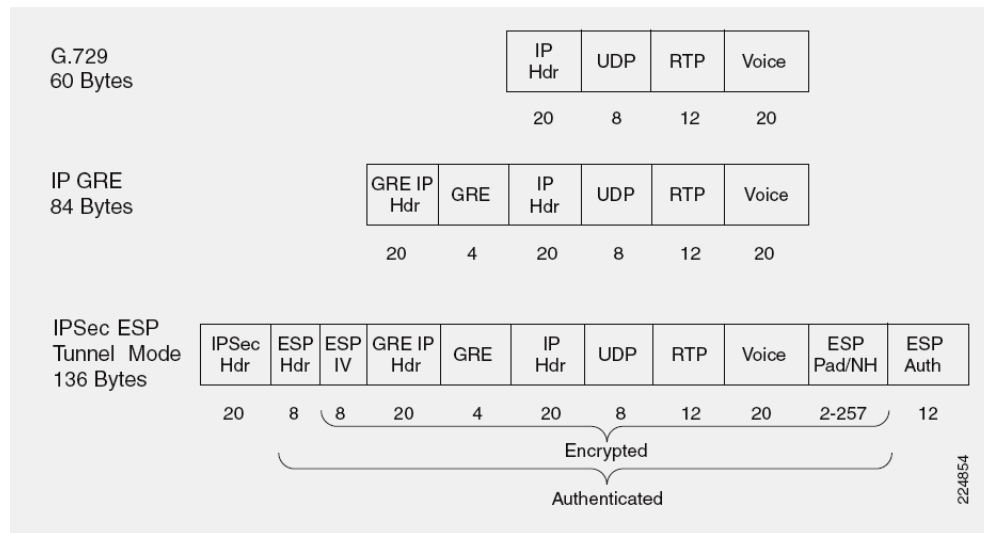 G.729
60 Bytes
IP Hdr UDP RTP Voice
20 8 12 20
IP GRE
84 Bytes
GRE IP Hdr GRE IP Hdr UDP RTP Voice
20 4 20 8 12 20
IPSec ESP
Tunnel Mode
136 Bytes
IPSec Hdr ESP Hdr ESP IV GRE IP Hdr GRE IP Hdr UDP RTP Voice ESP Pad/NH ESP Auth
20 8 8 20 4 20 8 12 20 2-257 12
Encrypted
Authenticated
224854